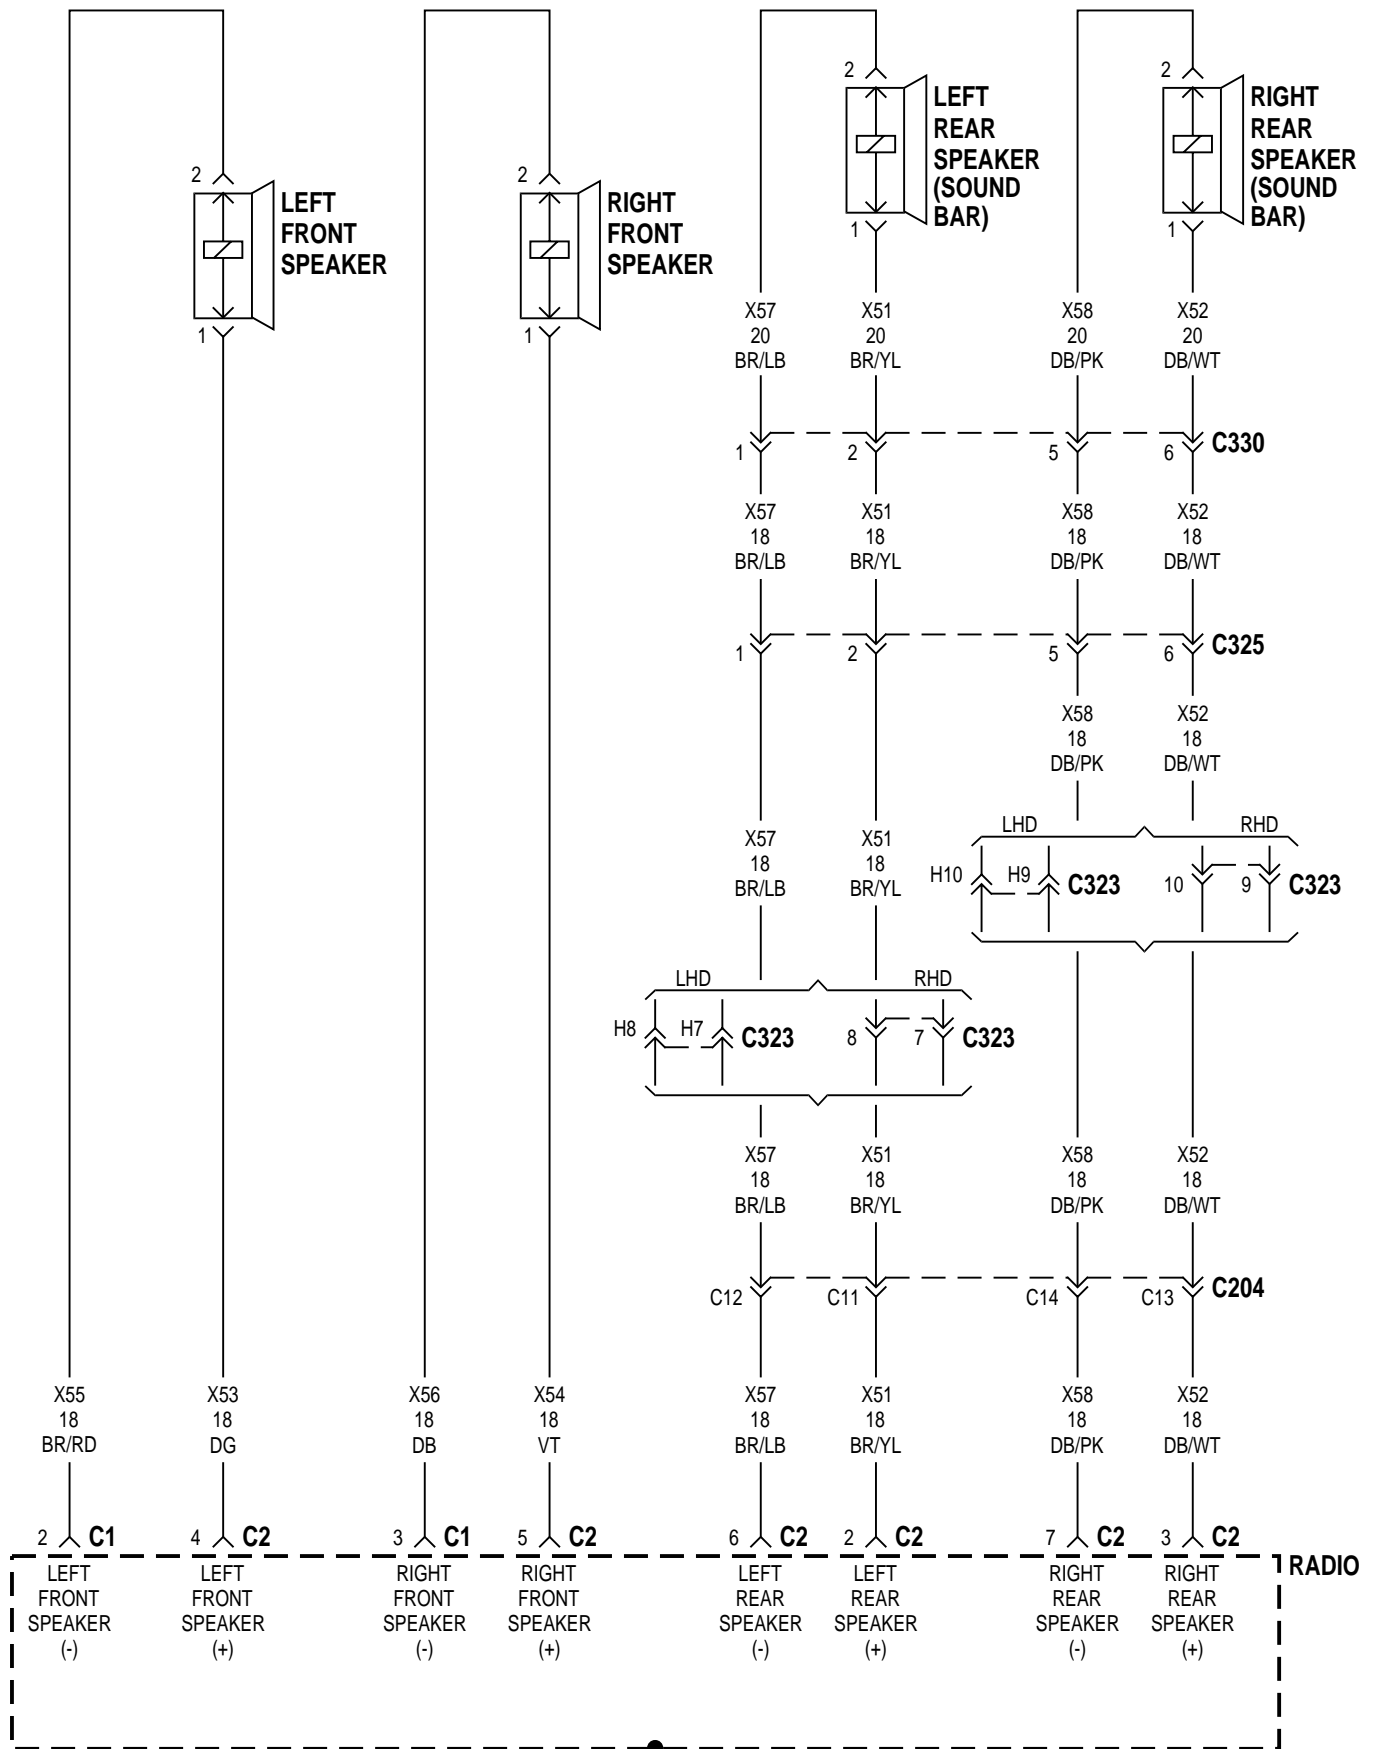 2
2
LEFT
REAR
SPEAKER
(SOUND
BAR)
RIGHT
REAR
SPEAKER
(SOUND
BAR)
1
1
2
2
LEFT
FRONT
SPEAKER
RIGHT
FRONT
SPEAKER
1
1
X57 X51 X58 X52
20 20 20 20
BR/LB BR/YL DB/PK DB/WT
1 2 5 6 C330
X57 X51 X58 X52
18 18 18 18
BR/LB BR/YL DB/PK DB/WT
1 2 5 6 C325
X58 X52
18 18
DB/PK DB/WT
LHD RHD
H10 H9 C323 10 9 C323
X57 X51
18 18
BR/LB BR/YL
LHD RHD
H8 H7 C323 8 7 C323
X57 X51 X58 X52
18 18 18 18
BR/LB BR/YL DB/PK DB/WT
C12 C11 C14 C13 C204
X55 X53 X56 X54 X57 X51 X58 X52
18 18 18 18 18 18 18 18
BR/RD DG DB VT BR/LB BR/YL DB/PK DB/WT
2 C1 4 C2 3 C1 5 C2 6 C2 2 C2 7 C2 3 C2
RADIO
LEFT LEFT RIGHT RIGHT LEFT LEFT RIGHT RIGHT
FRONT FRONT FRONT FRONT REAR REAR REAR REAR
SPEAKER SPEAKER SPEAKER SPEAKER SPEAKER SPEAKER SPEAKER SPEAKER
(-) (+) (-) (+) (-) (+) (-) (+)